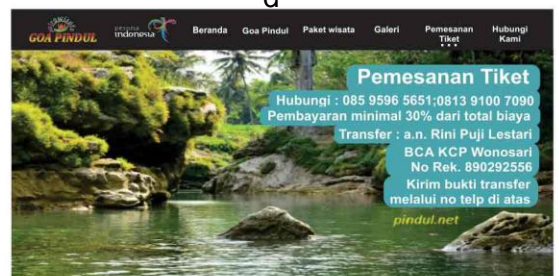 GOA PINDUL
pesona
indonesia
Beranda
Goa Pindul
Paket wisata
Galeri
Pemesanan
Tiket
Hubungi
Kami
Pemesanan Tiket
Hubungi : 085 9596 5651;0813 9100 7090
Pembayaran minimal 30% dari total biaya
Transfer : a.n. Rini Puji Lestari
BCA KCP Wonosari
No Rek. 890292556
Kirim bukti transfer
melalui no telp di atas
pindul.net